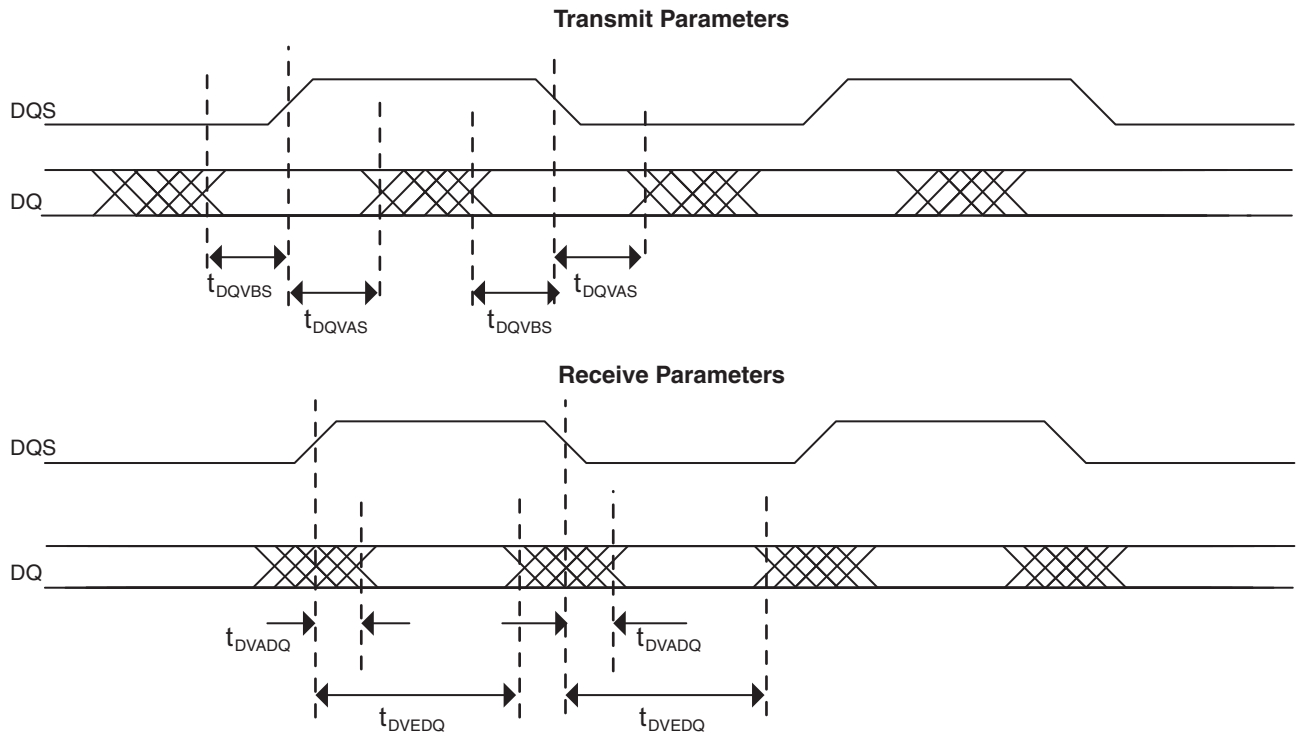 Transmit Parameters
DQS
DQ
tDQVBS
tDQVAS
tDQVBS
tDQVAS
Receive Parameters
DQS
DQ
tDVADQ
tDVADQ
tDVEDQ
tDVEDQ